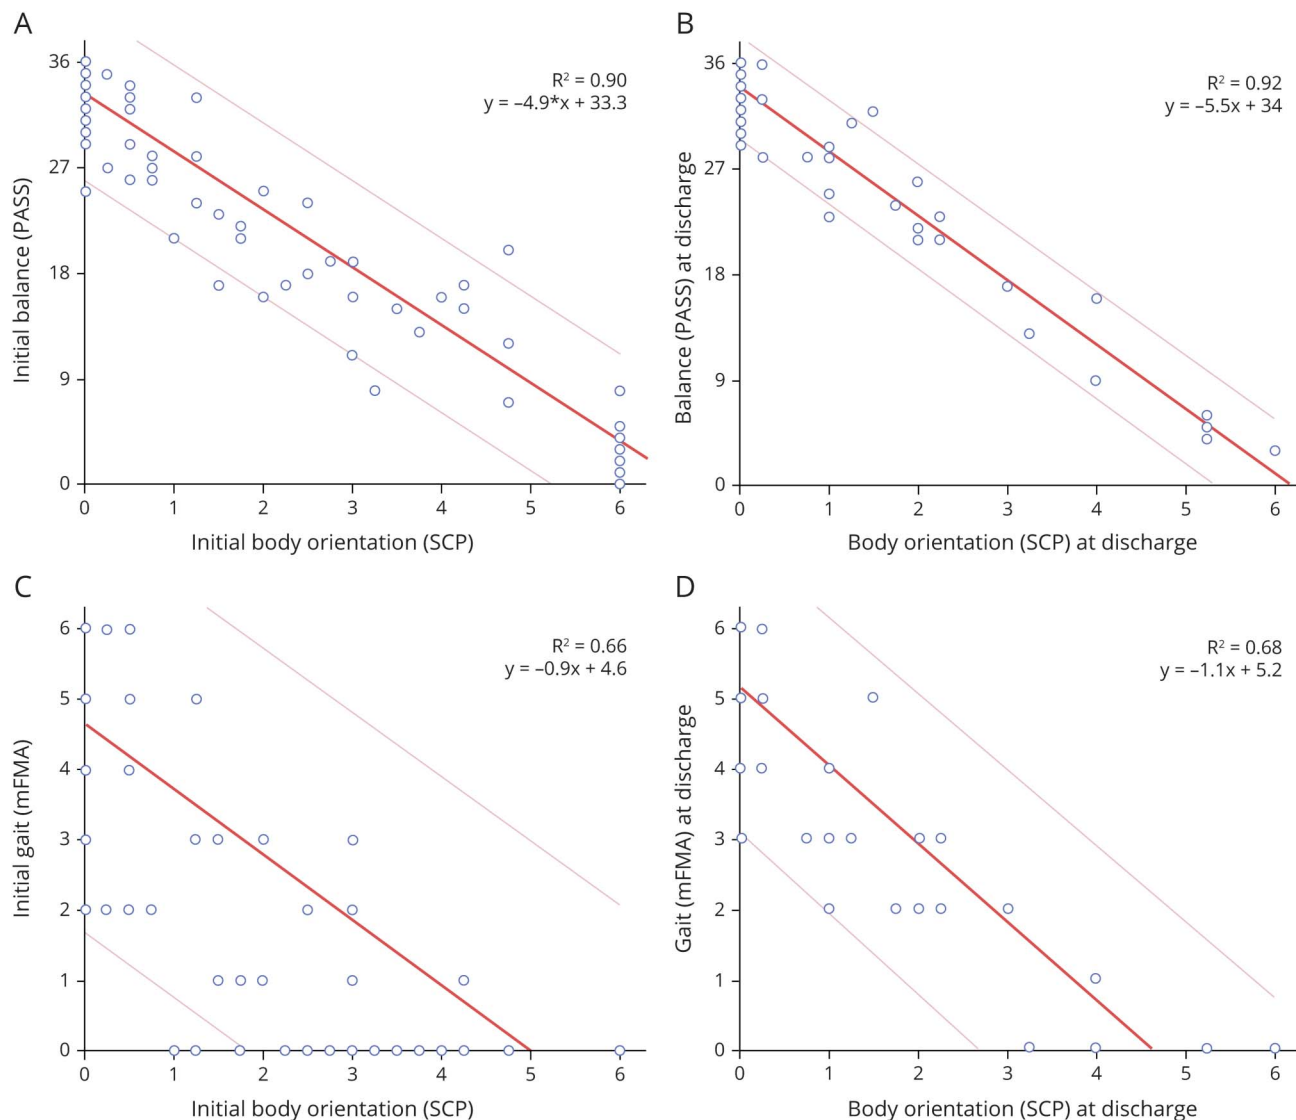 A
36
27
18
9
0
0 1 2 3 4 5 6
Initial balance (PASS)
Initial body orientation (SCP)
R² = 0.90
y = –4.9*x + 33.3
B
36
27
18
9
0
0 1 2 3 4 5 6
Balance (PASS) at discharge
Body orientation (SCP) at discharge
R² = 0.92
y = –5.5x + 34
C
6
5
4
3
2
1
0
0 1 2 3 4 5 6
Initial gait (mFMA)
Initial body orientation (SCP)
R² = 0.66
y = –0.9x + 4.6
D
6
5
4
3
2
1
0
0 1 2 3 4 5 6
Gait (mFMA) at discharge
Body orientation (SCP) at discharge
R² = 0.68
y = –1.1x + 5.2